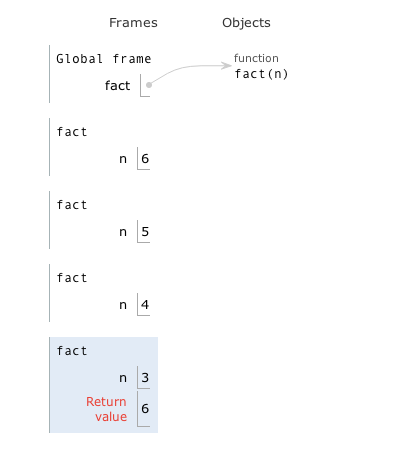 Frames Objects
Global frame
function
fact(n)
fact
fact
n 6
fact
n 5
fact
n 4
fact
n 3
Return
value 6